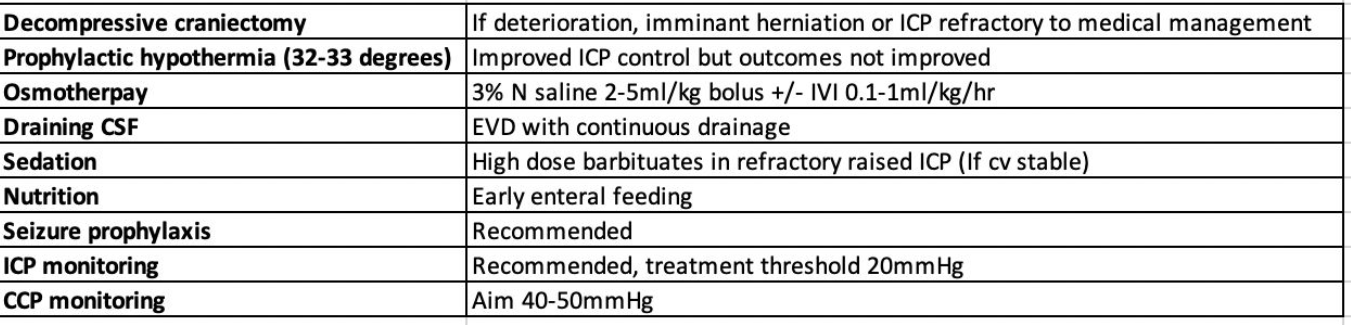 Decompressive craniectomy If deterioration, imminant herniation or ICP refractory to medical management
Prophylactic hypothermia (32-33 degrees) Improved ICP control but outcomes not improved
Osmotherpay 3% N saline 2-5ml/kg bolus +/- IVI 0.1-1ml/kg/hr
Draining CSF EVD with continuous drainage
Sedation High dose barbituates in refractory raised ICP (If cv stable)
Nutrition Early enteral feeding
Seizure prophylaxis Recommended
ICP monitoring Recommended, treatment threshold 20mmHg
CCP monitoring Aim 40-50mmHg